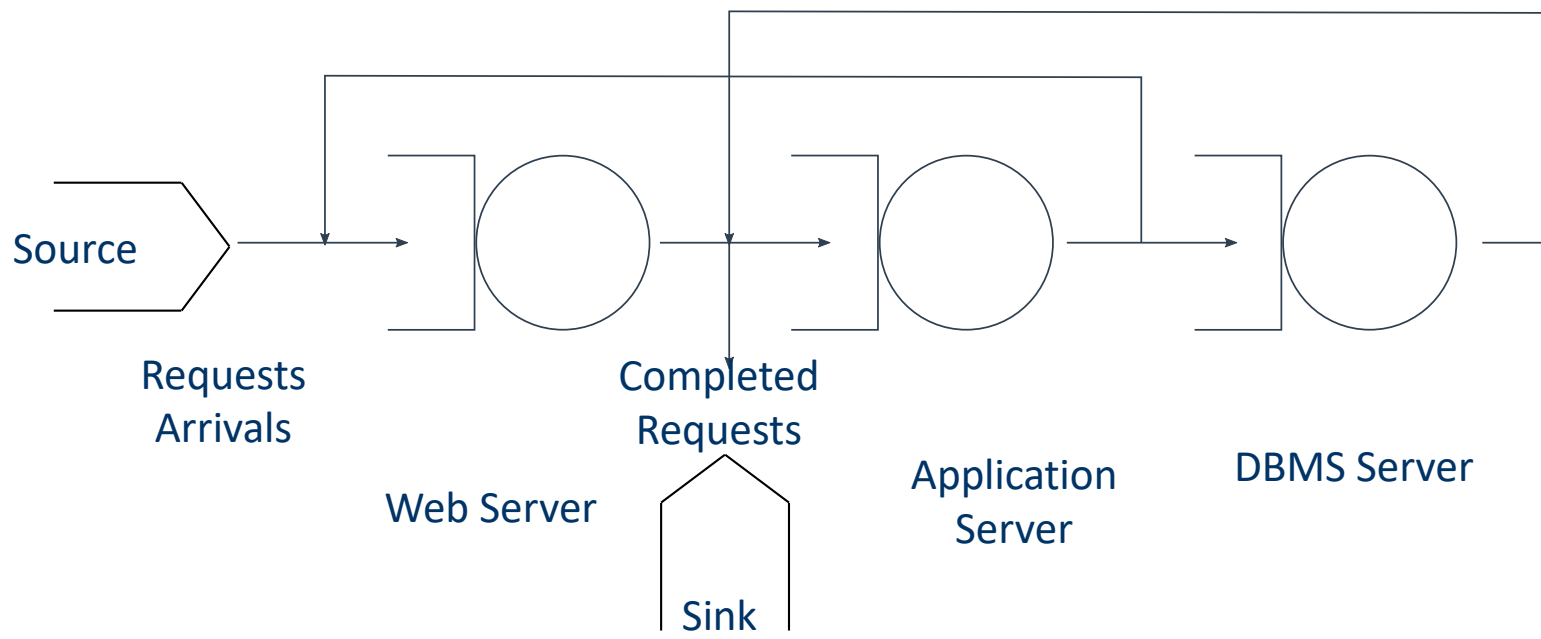 Source
Requests
Arrivals
Completed
Requests
Web Server
Application
Server
DBMS Server
Sink